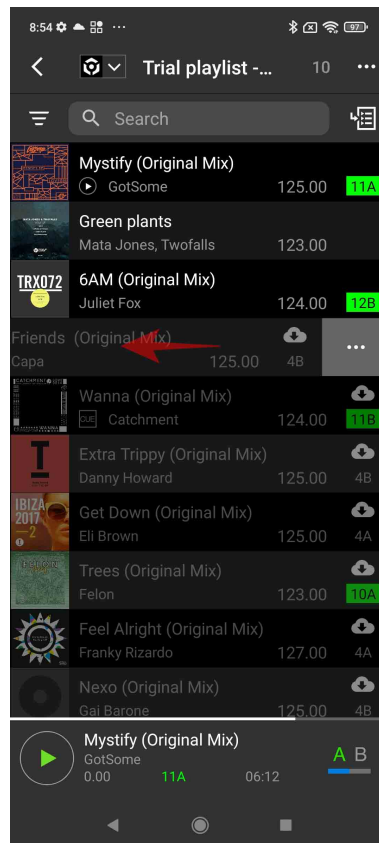 8:54
97
Trial playlist -... 10
Search
Mystify (Original Mix)
GotSome 125.00 11A
Green plants
Mata Jones, Twofalls 123.00
TRX072
6AM (Original Mix)
Juliet Fox 124.00 12B
Friends (Original Mix)
Capa 125.00 4B
Wanna (Original Mix)
CUE Catchment 124.00 11B
Extra Trippy (Original Mix)
Danny Howard 125.00 4B
IBIZA
2017
2
Get Down (Original Mix)
Eli Brown 125.00 4A
Trees (Original Mix)
Felon 123.00 10A
Feel Alright (Original Mix)
Franky Rizardo 127.00 4A
Nexo (Original Mix)
Gai Barone 125.00 4B
Mystify (Original Mix)
GotSome
0.00 11A 06:12
A B